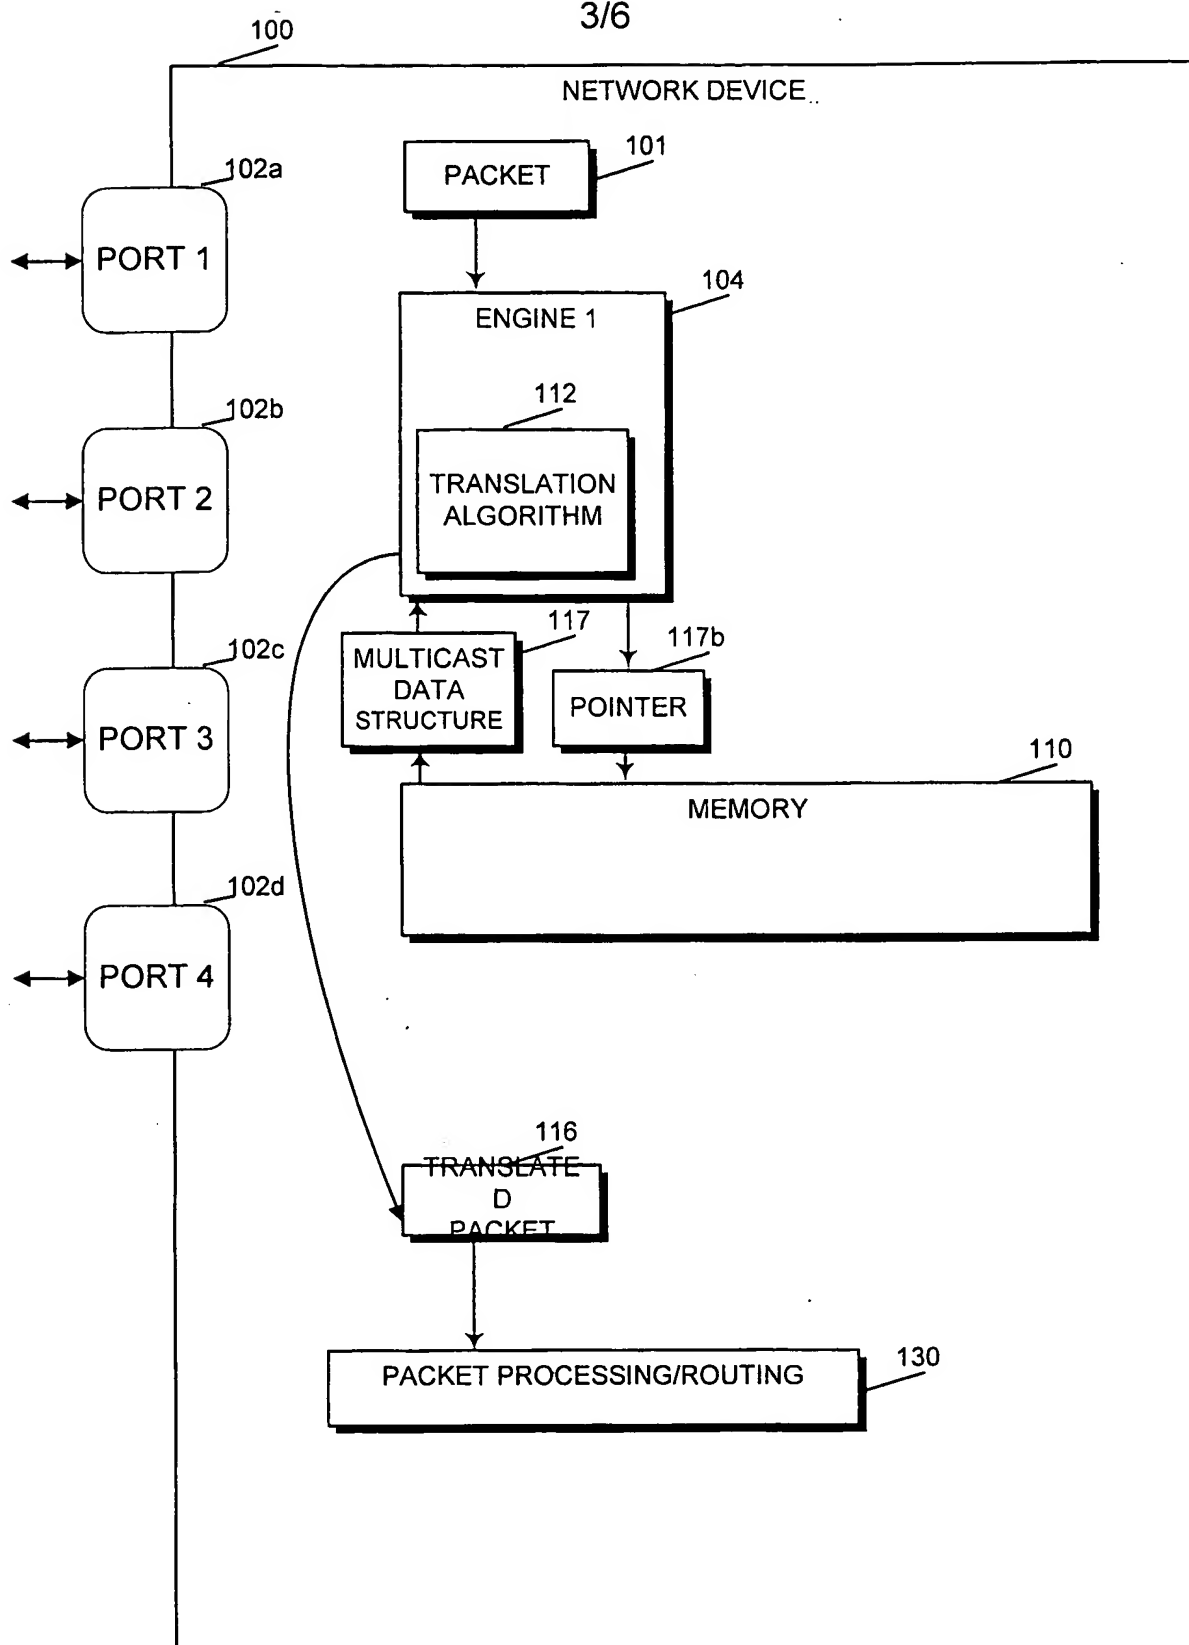 3/6
100
NETWORK DEVICE
101
PACKET
102a
PORT 1
104
ENGINE 1
112
TRANSLATION
ALGORITHM
102b
PORT 2
117
MULTICAST
DATA
STRUCTURE
117b
POINTER
102c
PORT 3
110
MEMORY
102d
PORT 4
116
TRANSLATE
D
PACKET
130
PACKET PROCESSING/ROUTING